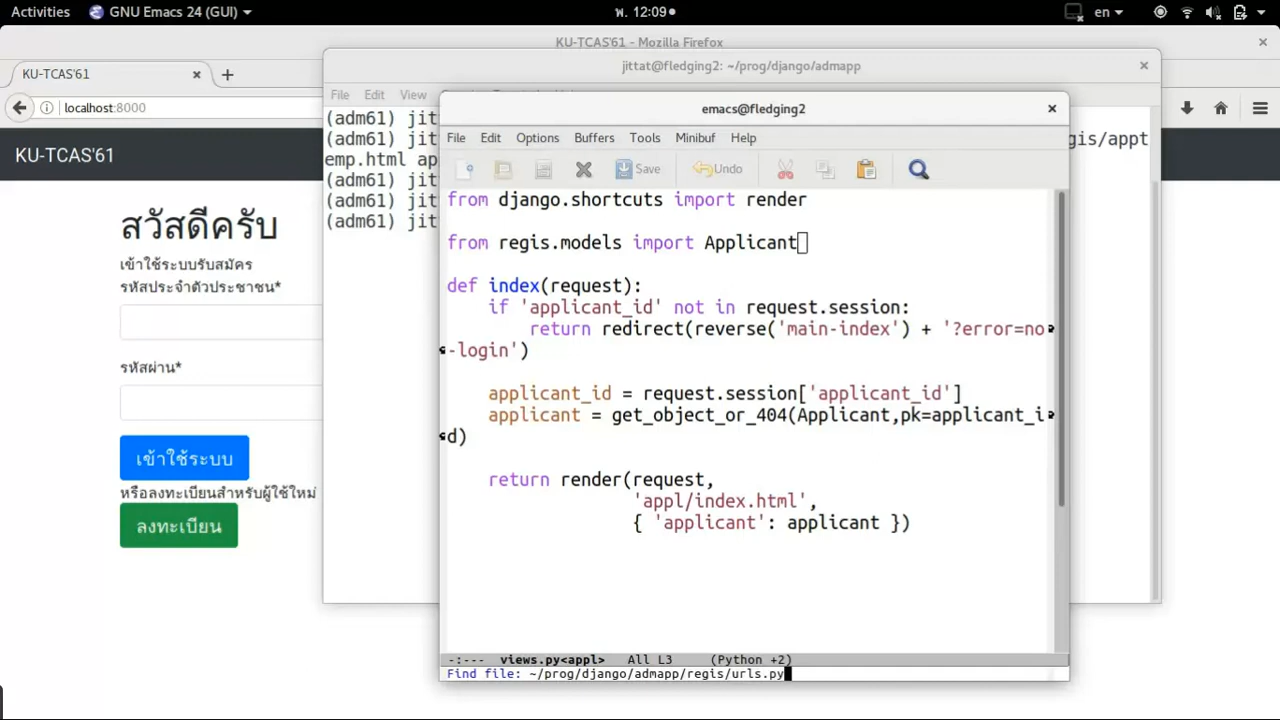 Activities GNU Emacs 24 (GUI) พ. 12:09 en
KU-TCAS'61 - Mozilla Firefox
KU-TCAS'61
jittat@fledging2: ~/prog/django/admapp
localhost:8000
File Edit View
emacs@fledging2
(adm61) jit
KU-TCAS'61
(adm61) jit
gis/appt
emp.html ap
(adm61) jit
(adm61) jit
(adm61) jit
File Edit Options Buffers Tools Minibuf Help
Save Undo
from django.shortcuts import render
from regis.models import Applicant
def index(request):
if 'applicant_id' not in request.session:
return redirect(reverse('main-index') + '?error=no
-login')
applicant_id = request.session['applicant_id']
applicant = get_object_or_404(Applicant,pk=applicant_i
d)
return render(request,
'appl/index.html',
{ 'applicant': applicant })
-:--- views.py<appl> All L3 (Python +2)
Find file: ~/prog/django/admapp/regis/urls.py
สวัสดีครับ
เข้าใช้ระบบรับสมัคร
รหัสประจำตัวประชาชน*
รหัสผ่าน*
เข้าใช้ระบบ
หรือลงทะเบียนสำหรับผู้ใช้ใหม่
ลงทะเบียน